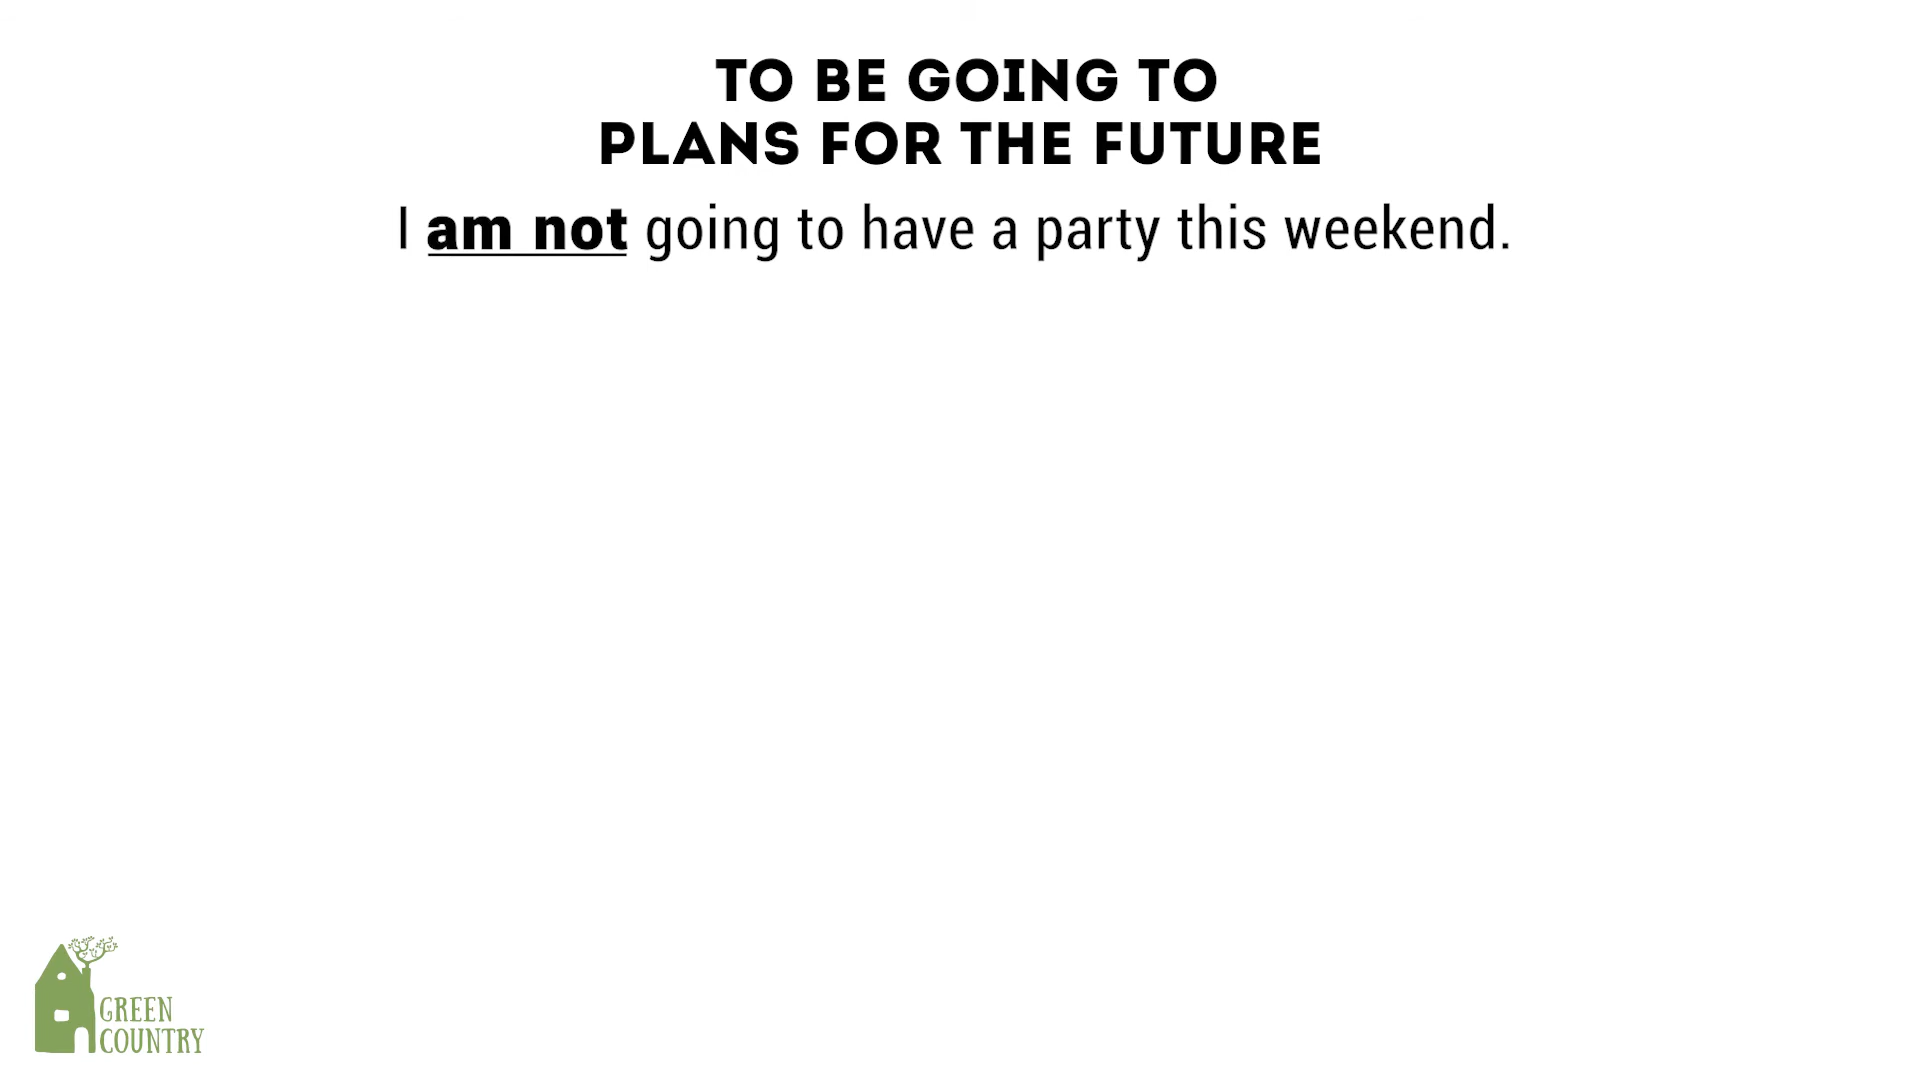 TO BE GOING TO
PLANS FOR THE FUTURE
I am not going to have a party this weekend.
GREEN
COUNTRY